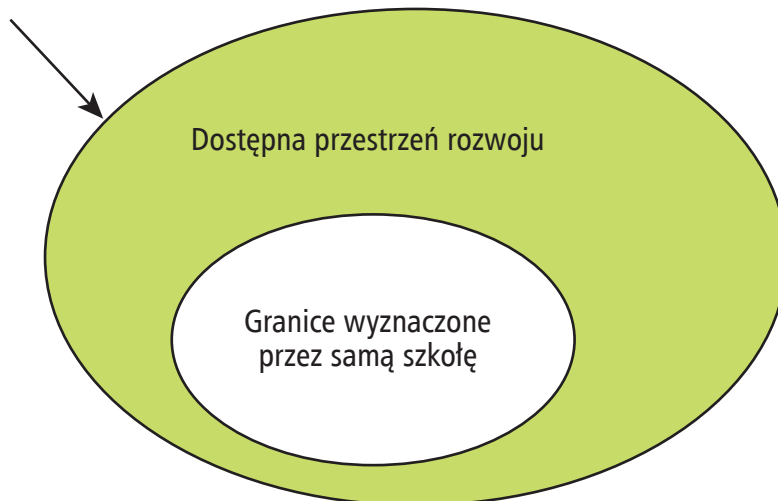 Dostępna przestrzeń rozwoju
Granice wyznaczone
przez samą szkołę